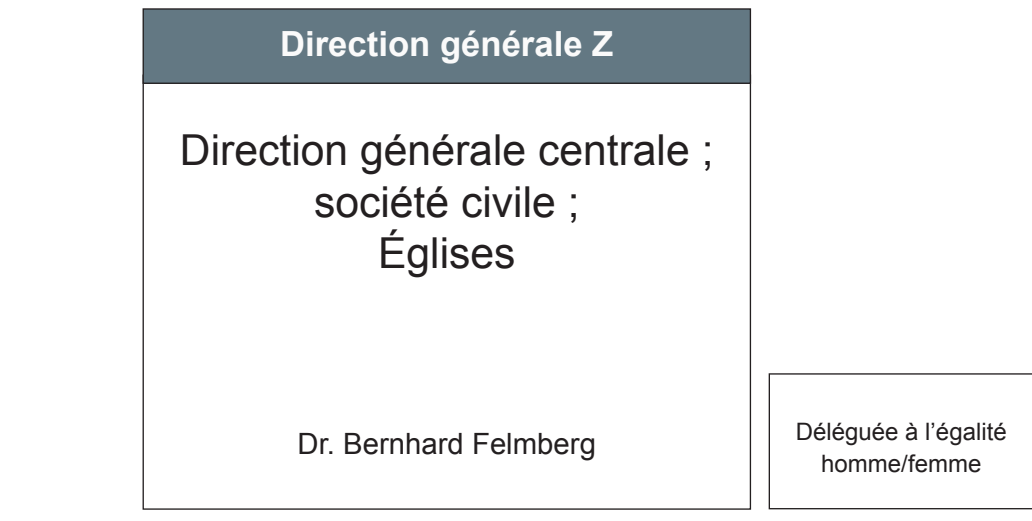 Direction générale Z
Direction générale centrale ;
société civile ;
Églises
Dr. Bernhard Felmberg
Déléguée à l’égalité
homme/femme